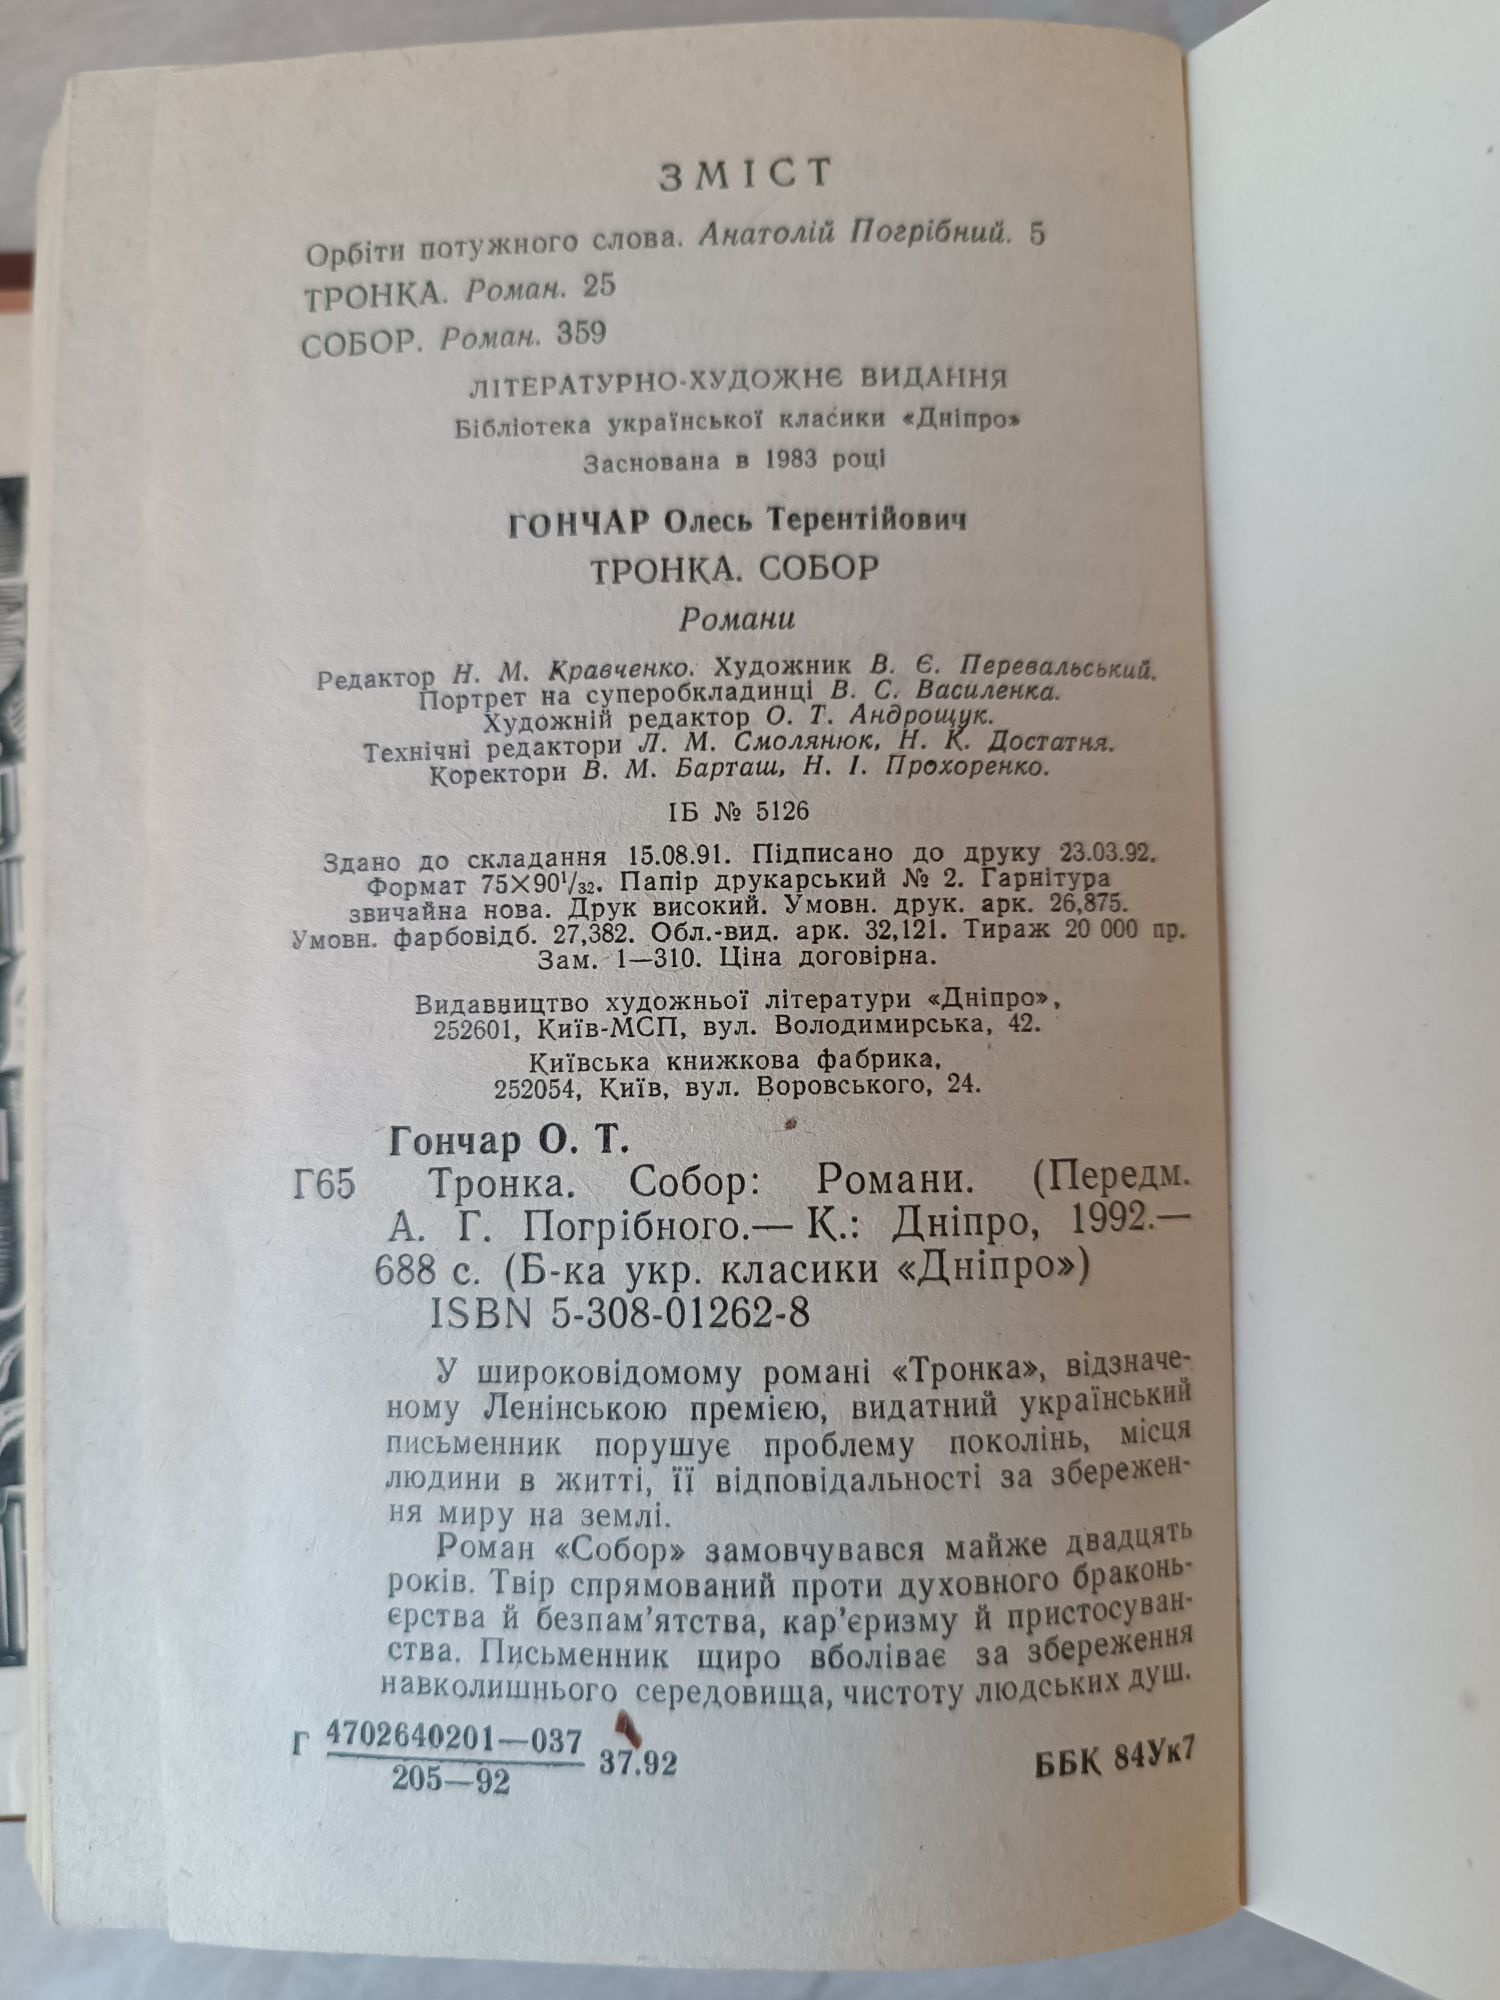 ЗМІСТ
Орбіти потужного слова. Анатолій Погрібний. 5
ТРОНКА. Роман. 25
СОБОР. Роман. 359
ЛІТЕРАТУРНО-ХУДОЖНЄ ВИДАННЯ
Бібліотека української класики «Дніпро»
Заснована в 1983 році
ГОНЧАР Олесь Терентійович
ТРОНКА. СОБОР
Романи
Редактор Н. М. Кравченко. Художник В. Є. Перевальський.
Портрет на суперобкладинці В. С. Василенка.
Художній редактор О. Т. Андрощук.
Технічні редактори Л. М. Смолянюк, Н. К. Достатня.
Коректори В. М. Барташ, Н. І. Прохоренко.
ІБ № 5126
Здано до складання 15.08.91. Підписано до друку 23.03.92.
Формат 75×90¹/₃₂. Папір друкарський № 2. Гарнітура
звичайна нова. Друк високий. Умовн. друк. арк. 26,875.
Умовн. фарбовідб. 27,382. Обл.-вид. арк. 32,121. Тираж 20 000 пр.
Зам. 1—310. Ціна договірна.
Видавництво художньої літератури «Дніпро»,
252601, Київ-МСП, вул. Володимирська, 42.
Київська книжкова фабрика,
252054, Київ, вул. Воровського, 24.
Гончар О. Т.
Г65 Тронка. Собор: Романи. (Передм.
А. Г. Погрібного.— К.: Дніпро, 1992.—
688 с. (Б-ка укр. класики «Дніпро»)
ISBN 5-308-01262-8
У широковідомому романі «Тронка», відзначе-
ному Ленінською премією, видатний український
письменник порушує проблему поколінь, місця
людини в житті, її відповідальності за збережен-
ня миру на землі.
Роман «Собор» замовчувався майже двадцять
років. Твір спрямований проти духовного браконь-
єрства й безпам’ятства, кар’єризму й пристосуван-
ства. Письменник щиро вболіває за збереження
навколишнього середовища, чистоту людських душ.
Г 4702640201—037 37.92
205—92
ББК 84Ук7